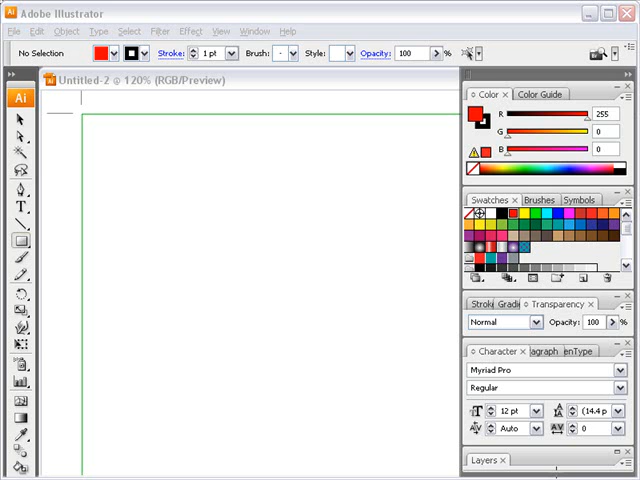 Ai Adobe Illustrator
File Edit Object Type Select Filter Effect View Window Help
No Selection Stroke: 1 pt Brush: Style: Opacity: 100 %
Untitled-2 @ 120% (RGB/Preview)
Ai
Color × Color Guide
R 255
G 0
B 0
Swatches × Brushes Symbols
Strok Gradi Transparency ×
Normal Opacity: 100 %
Character × aragraph enType
Myriad Pro
Regular
12 pt (14.4 p
Auto 0
Layers ×